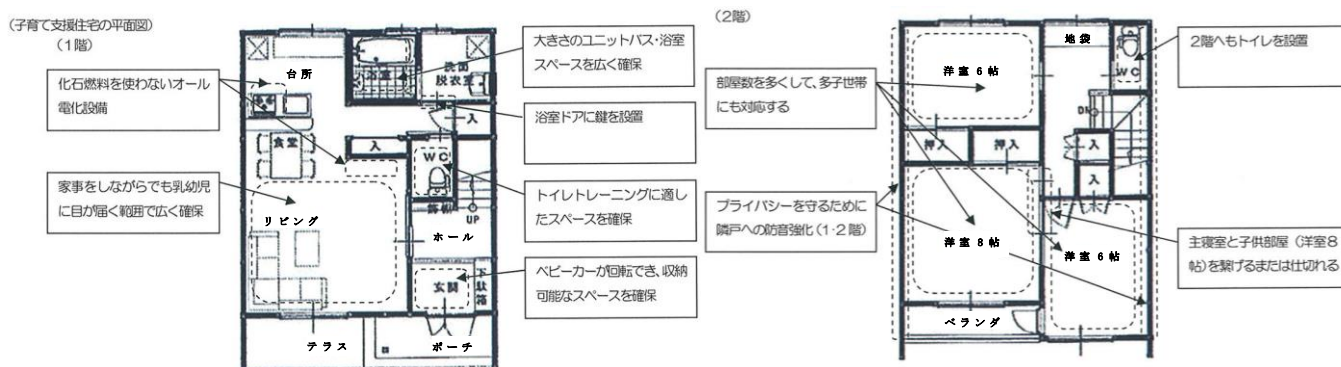 (子育て支援住宅の平面図)
(1階)
化石燃料を使わないオール
電化設備
家事をしながらでも乳幼児
に目が届く範囲で広く確保
台所
浴室
洗面
脱衣室
食堂
入
入
WC
リビング
ホール
UP
玄関
下駄箱
テラス
ポーチ
大きさのユニットバス・浴室
スペースを広く確保
浴室ドアに鍵を設置
トイレトレーニングに適し
たスペースを確保
ベビーカーが回転でき、収納
可能なスペースを確保
(2階)
部屋数を多くして、多子世帯
にも対応する
プライバシーを守るために
隣戸への防音強化(1・2階)
洋室6帖
地袋
WC
DN
押入
押入
入
入
洋室8帖
洋室6帖
ベランダ
2階へもトイレを設置
主寝室と子供部屋(洋室8
帖)を繋げるまたは仕切れる